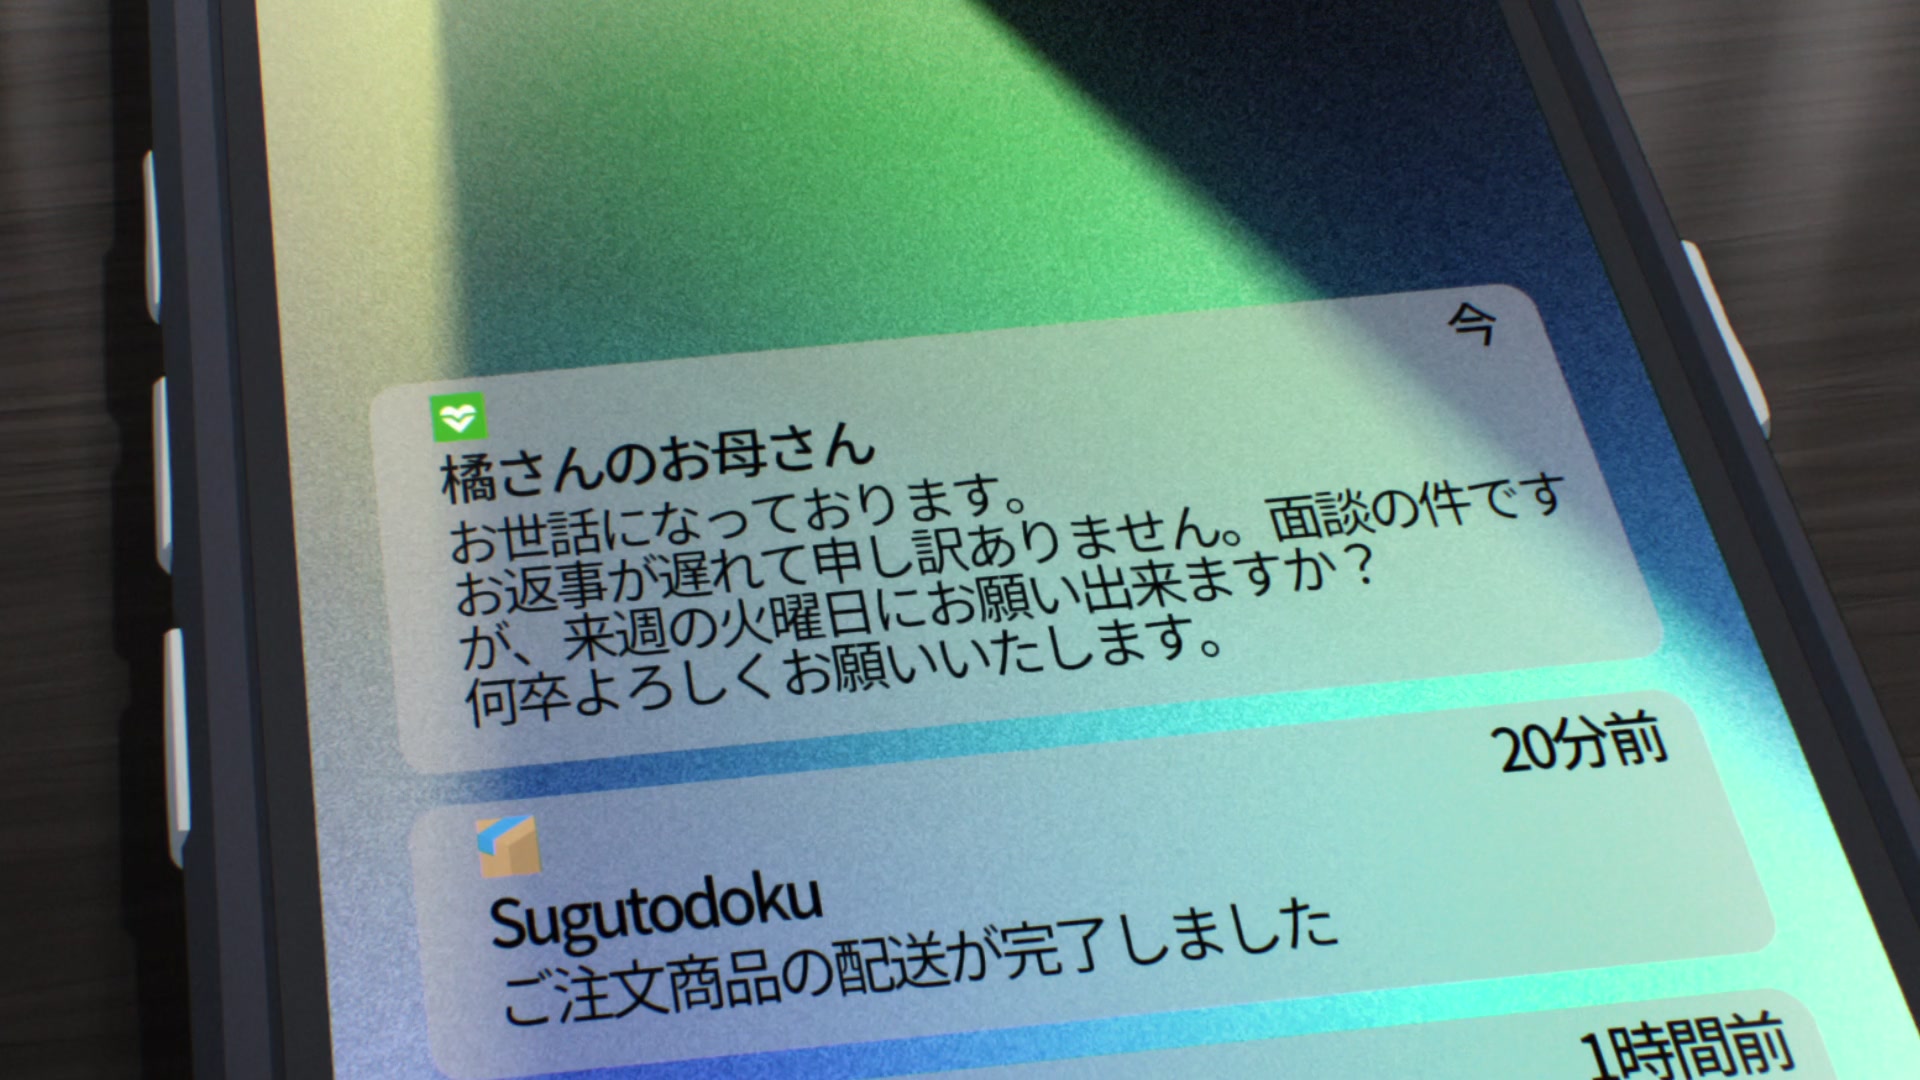 今
橘さんのお母さん
お世話になっております。
お返事が遅れて申し訳ありません。面談の件です
が、来週の火曜日にお願い出来ますか？
何卒よろしくお願いいたします。
20分前
Sugutodoku
ご注文商品の配送が完了しました
1時間前